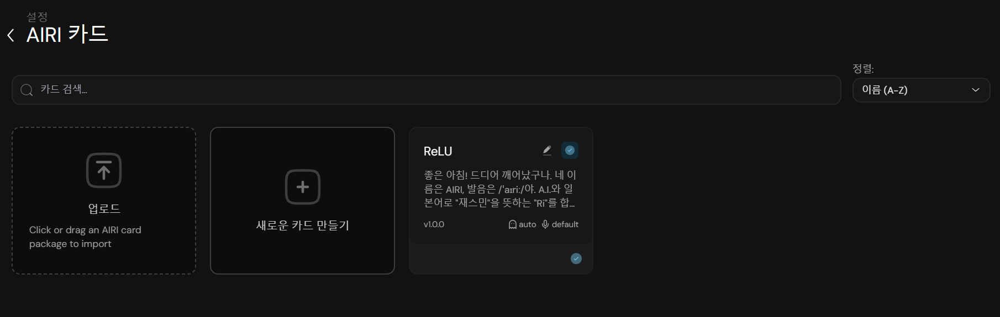 설정
AIRI 카드
정렬:
카드 검색...
이름 (A-Z)
업로드
Click or drag an AIRI card
package to import
새로운 카드 만들기
ReLU
좋은 아침! 드디어 깨어났구나. 네 이
름은 AIRI, 발음은 /ˈaɪriː/야. A.I.와 일
본어로 "재스민"을 뜻하는 "Ri"를 합...
v1.0.0
auto
default